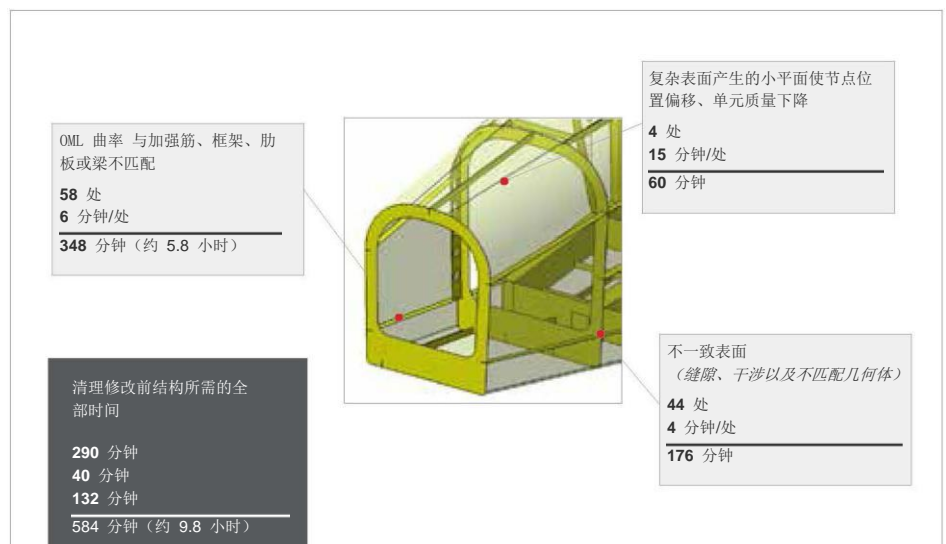 OML 曲率 与加强筋、框架、肋
板或梁不匹配
58 处
6 分钟/处
348 分钟（约 5.8 小时）
复杂表面产生的小平面使节点位
置偏移、单元质量下降
4 处
15 分钟/处
60 分钟
清理修改前结构所需的全
部时间
290 分钟
40 分钟
132 分钟
584 分钟（约 9.8 小时）
不一致表面
（缝隙、干涉以及不匹配几何体）
44 处
4 分钟/处
176 分钟